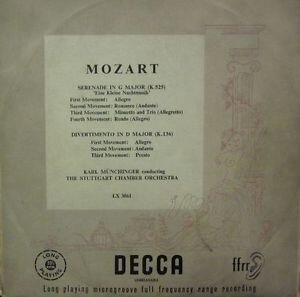 MOZART
SERENADE IN G MAJOR (K.525)
"Eine Kleine Nachtmusik"
First Movement: Allegro
Second Movement: Romanze (Andante)
Third Movement: Minuetto and Trio (Allegretto)
Fourth Movement: Rondo (Allegro)
DIVERTIMENTO IN D MAJOR (K.136)
First Movement: Allegro
Second Movement: Andante
Third Movement: Presto
KARL MÜNCHINGER conducting
THE STUTTGART CHAMBER ORCHESTRA
LX 3061
LONG PLAYING
DECCA
ffrr
UNBREAKABLE
Long playing microgroove full frequency range recording